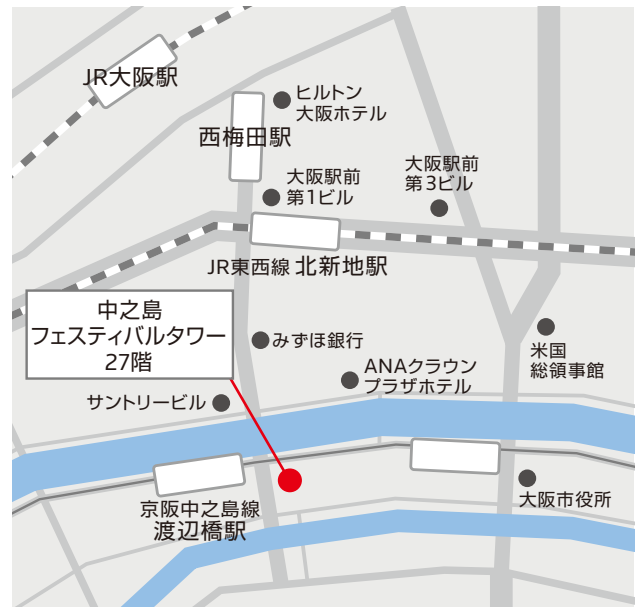 JR大阪駅
ヒルトン
大阪ホテル
西梅田駅
大阪駅前
第1ビル
大阪駅前
第3ビル
JR東西線 北新地駅
中之島
フェスティバルタワー
27階
みずほ銀行
米国
総領事館
ANAクラウン
プラザホテル
サントリービル
京阪中之島線
渡辺橋駅
大阪市役所